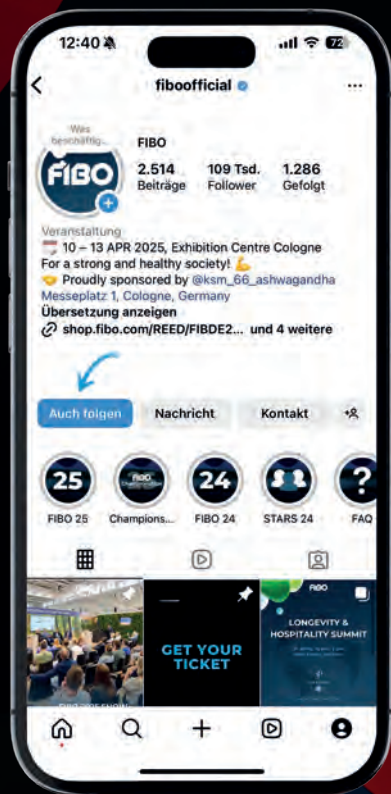 12:40
72
fiboofficial
Was
beschäftig...
FIBO
FIBO
2.514 109 Tsd. 1.286
Beiträge Follower Gefolgt
Veranstaltung
🗓️ 10 – 13 APR 2025, Exhibition Centre Cologne
For a strong and healthy society! 💪
🤝 Proudly sponsored by @ksm_66_ashwagandha
Messeplatz 1, Cologne, Germany
Übersetzung anzeigen
shop.fibo.com/REED/FIBDE2... und 4 weitere
Auch folgen Nachricht Kontakt
25 FIBO 24 ?
FIBO 25 Champions... FIBO 24 STARS 24 FAQ
FIBO
GET YOUR
TICKET
LONGEVITY &
HOSPITALITY SUMMIT